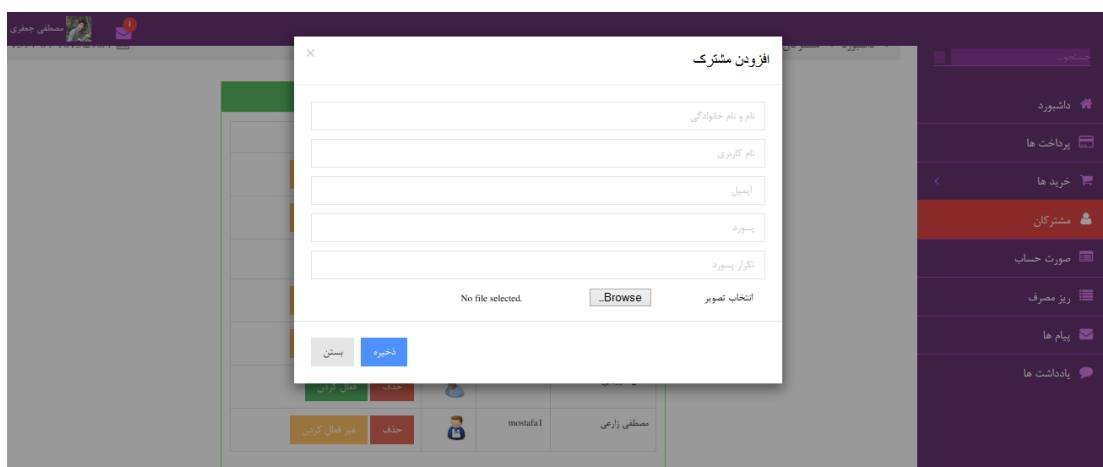 مصطفی جعفری
1
افزودن مشترک
×
نام و نام خانوادگی
نام کاربری
ایمیل
پسورد
تکرار پسورد
انتخاب تصویر
Browse..
No file selected.
ذخیره
بستن
جستجو..
داشبورد
پرداخت ها
خرید ها
مشترکان
صورت حساب
ریز مصرف
پیام ها
یادداشت ها
حذف
فعال کردن
مصطفی زارعی
mostafa1
حذف
غیر فعال کردن